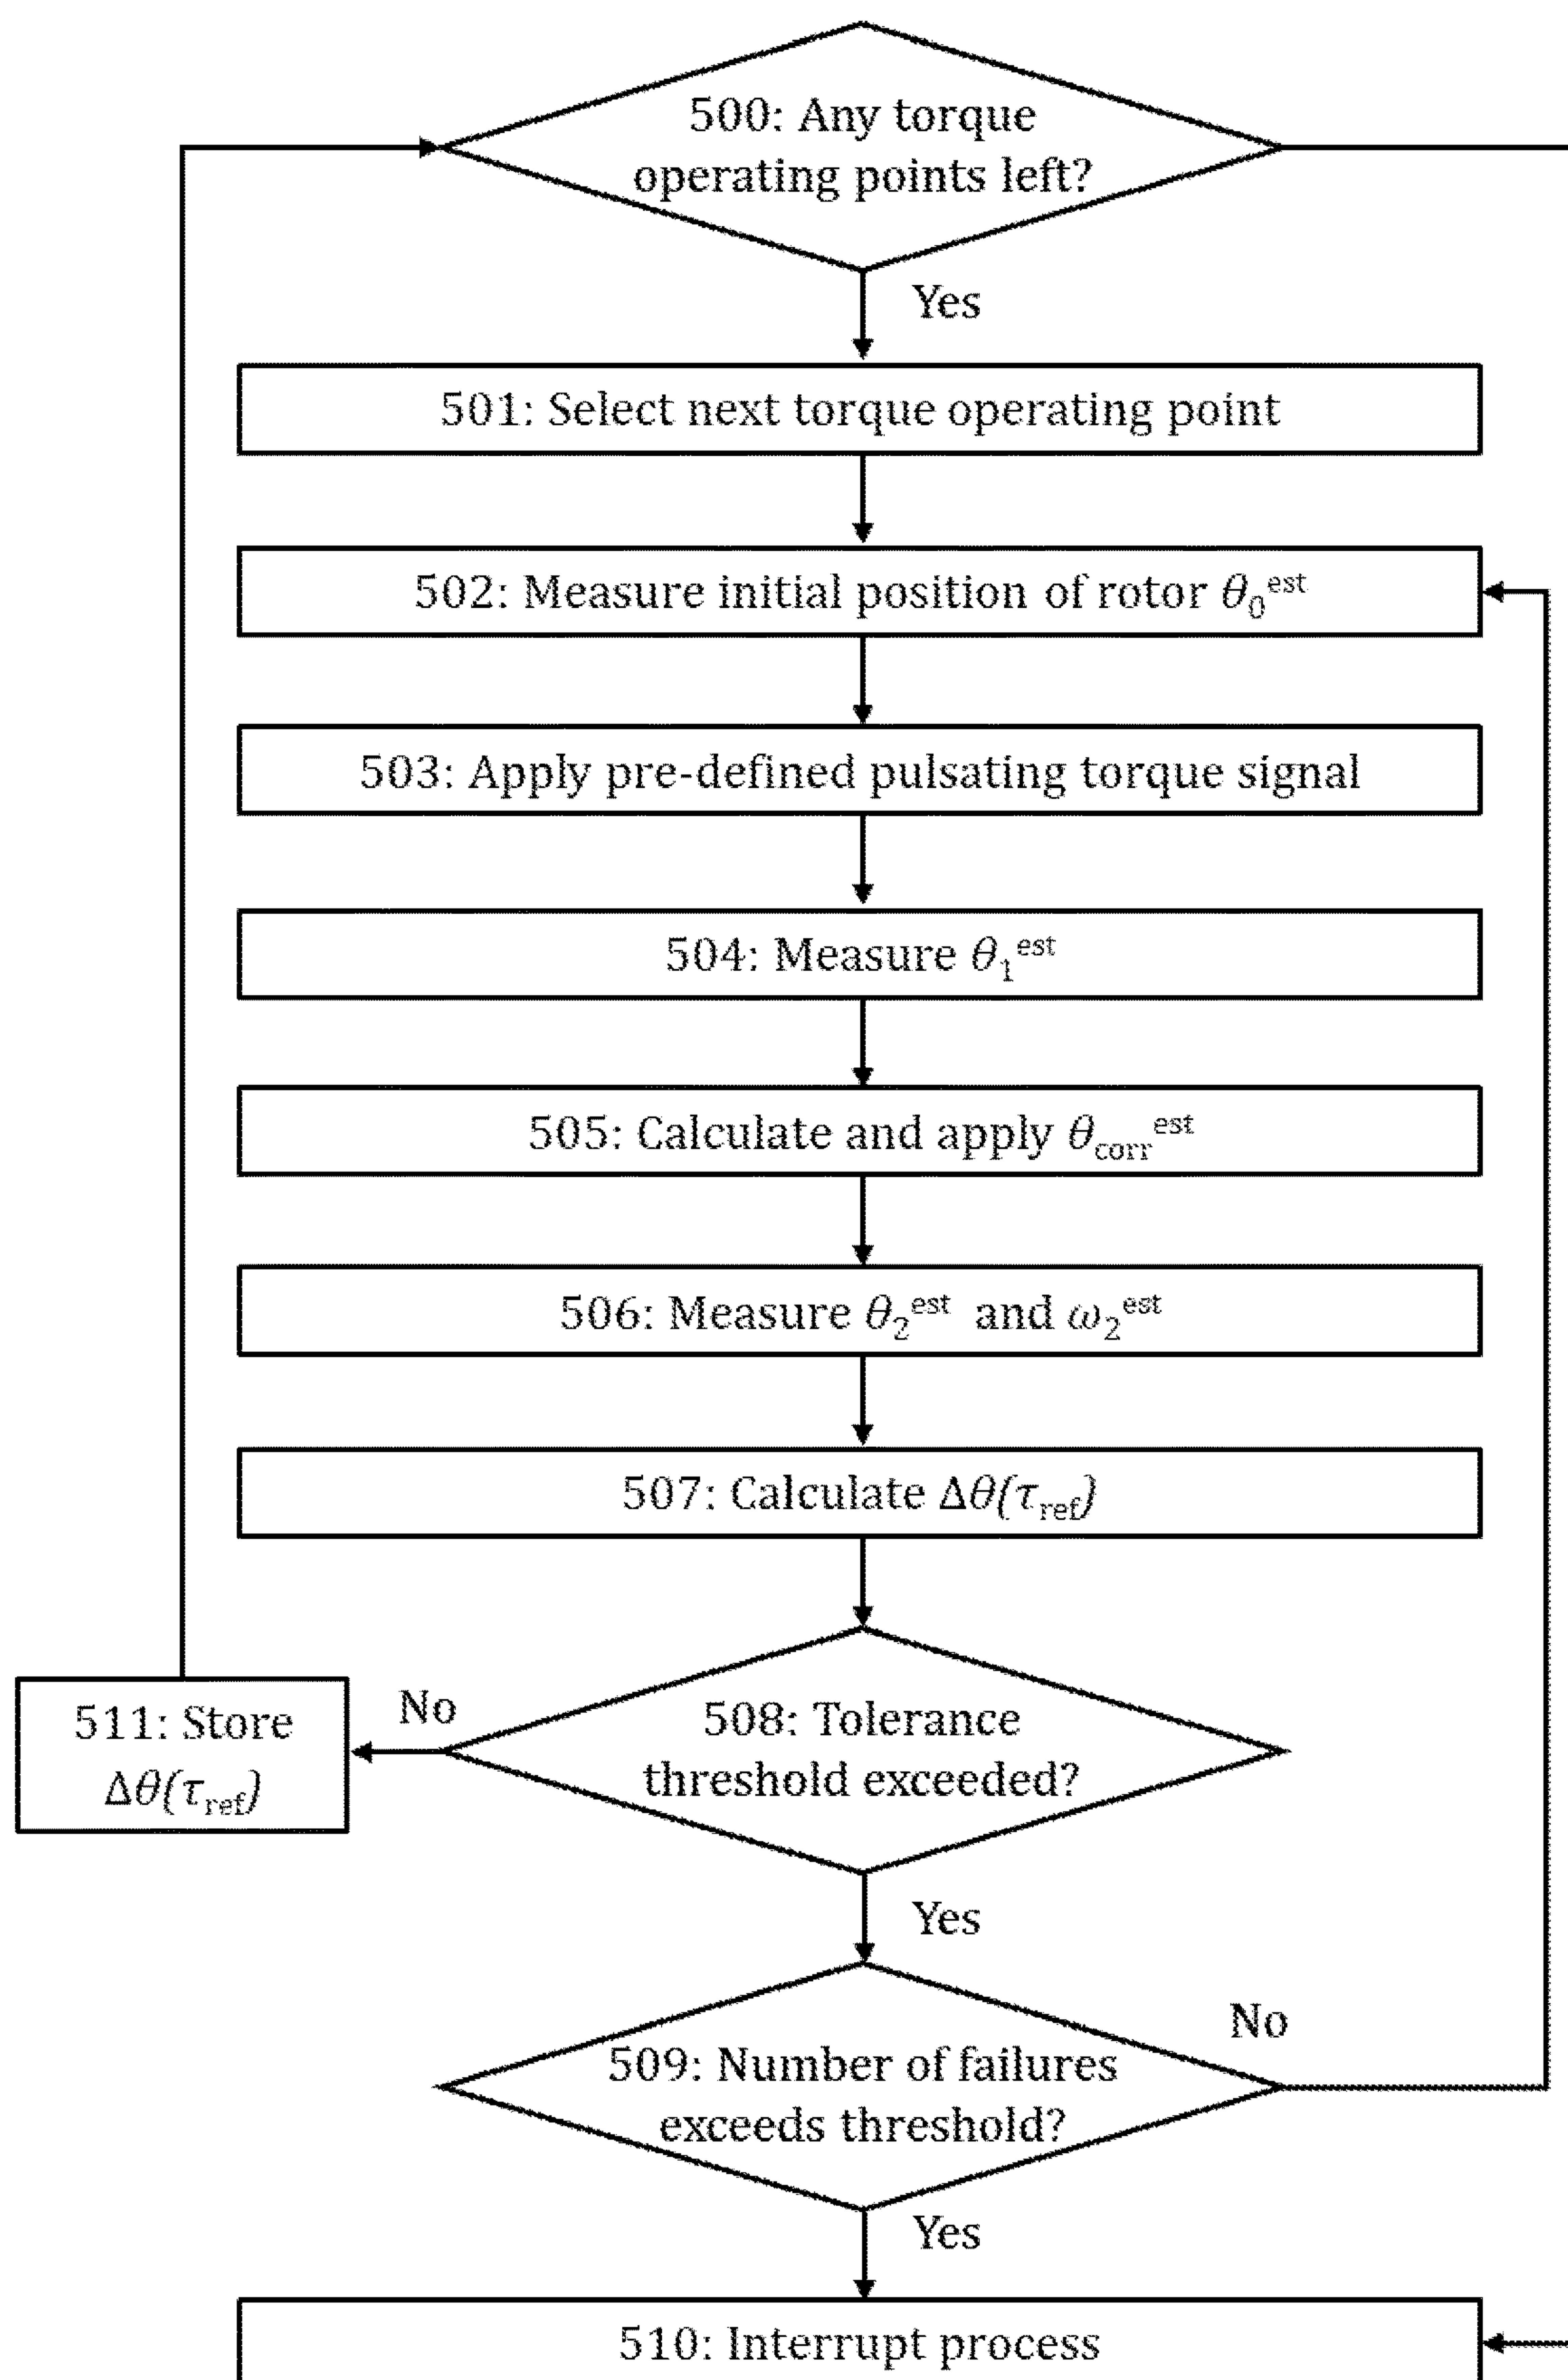 500: Any torque
operating points left?
Yes
501: Select next torque operating point
502: Measure initial position of rotor θ₀ᵉˢᵗ
503: Apply pre-defined pulsating torque signal
504: Measure θ₁ᵉˢᵗ
505: Calculate and apply θcorrᵉˢᵗ
506: Measure θ₂ᵉˢᵗ and ω₂ᵉˢᵗ
507: Calculate Δθ(τref)
508: Tolerance
threshold exceeded?
No
511: Store
Δθ(τref)
Yes
509: Number of failures
exceeds threshold?
No
Yes
510: Interrupt process